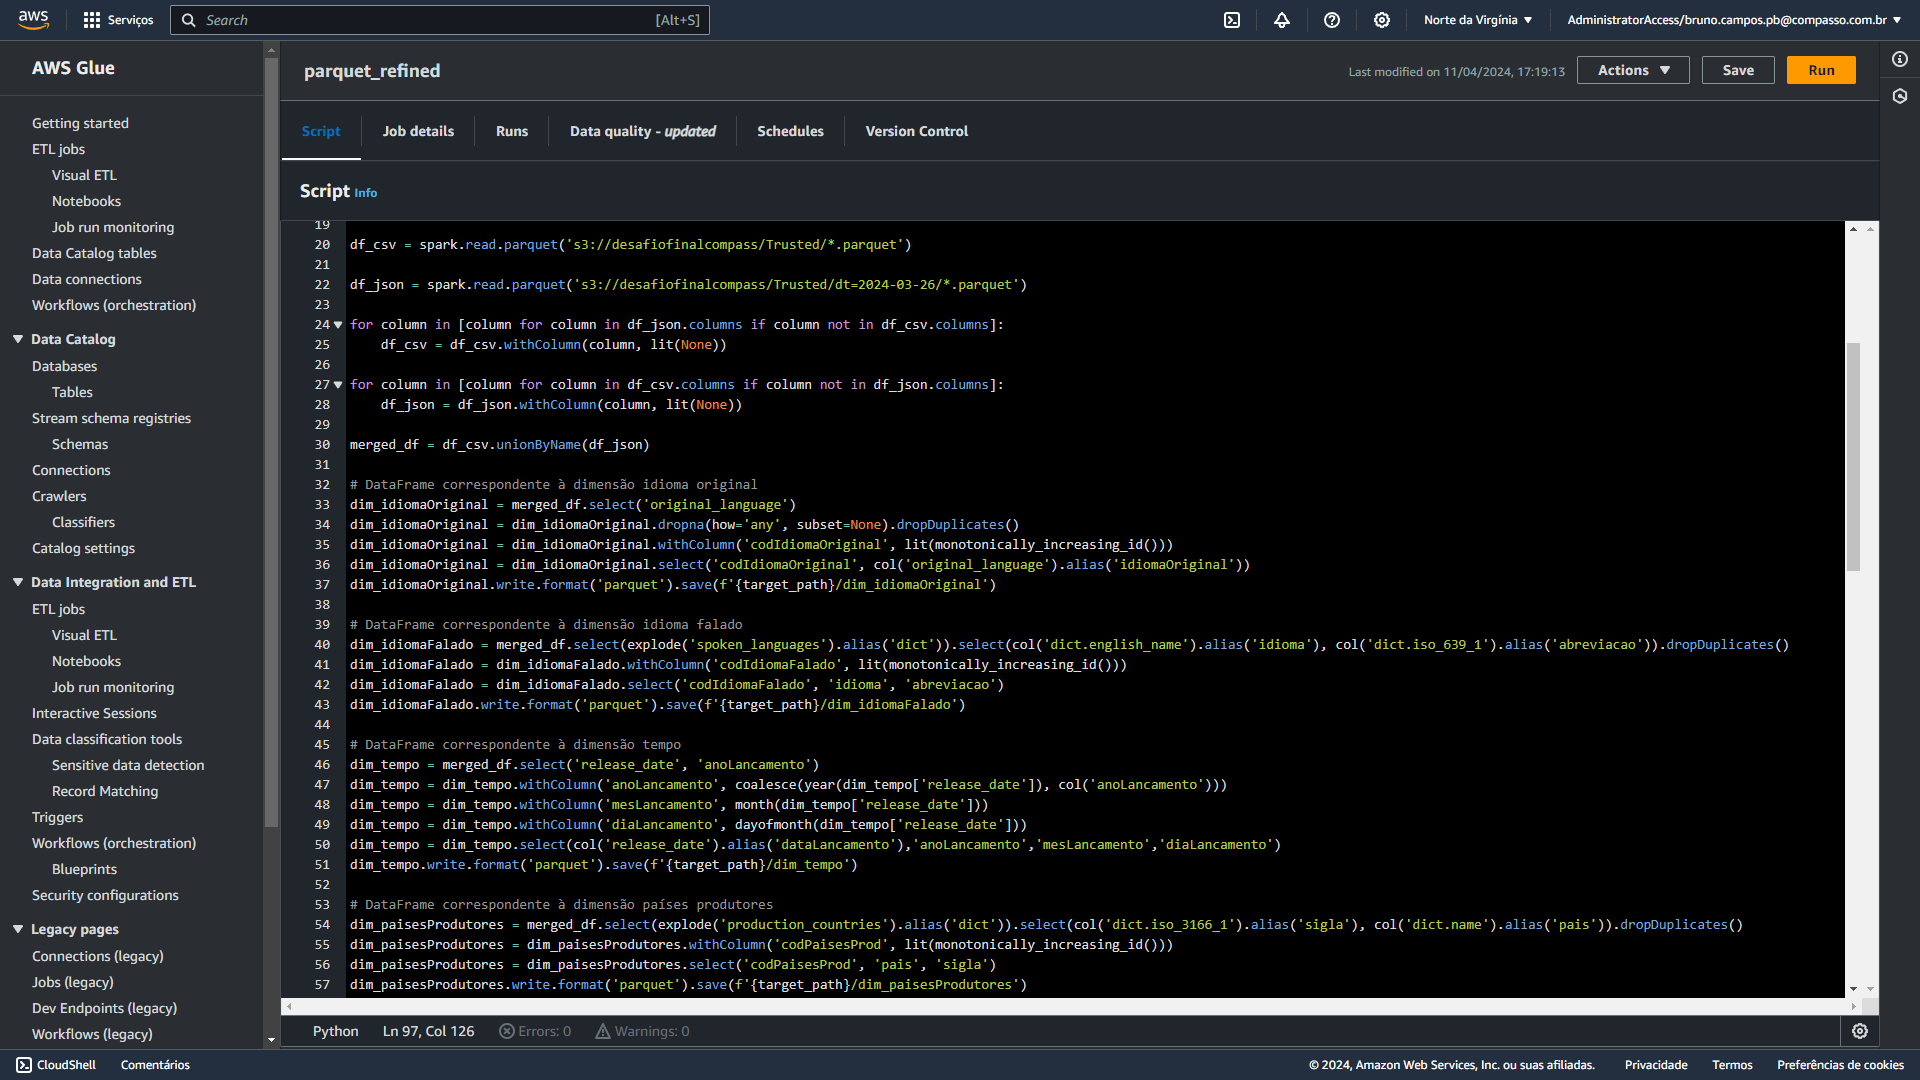 aws
Serviços
Search
[Alt+S]
Norte da Virgínia
AdministratorAccess/bruno.campos.pb@compasso.com.br
AWS Glue
Getting started
ETL jobs
Visual ETL
Notebooks
Job run monitoring
Data Catalog tables
Data connections
Workflows (orchestration)
Data Catalog
Databases
Tables
Stream schema registries
Schemas
Connections
Crawlers
Classifiers
Catalog settings
Data Integration and ETL
ETL jobs
Visual ETL
Notebooks
Job run monitoring
Interactive Sessions
Data classification tools
Sensitive data detection
Record Matching
Triggers
Workflows (orchestration)
Blueprints
Security configurations
Legacy pages
Connections (legacy)
Jobs (legacy)
Dev Endpoints (legacy)
Workflows (legacy)
parquet_refined
Last modified on 11/04/2024, 17:19:13
Actions
Save
Run
Script
Job details
Runs
Data quality - updated
Schedules
Version Control
Script Info
19
20 df_csv = spark.read.parquet('s3://desafiofinalcompass/Trusted/*.parquet')
21
22 df_json = spark.read.parquet('s3://desafiofinalcompass/Trusted/dt=2024-03-26/*.parquet')
23
24 for column in [column for column in df_json.columns if column not in df_csv.columns]:
25     df_csv = df_csv.withColumn(column, lit(None))
26
27 for column in [column for column in df_csv.columns if column not in df_json.columns]:
28     df_json = df_json.withColumn(column, lit(None))
29
30 merged_df = df_csv.unionByName(df_json)
31
32 # DataFrame correspondente à dimensão idioma original
33 dim_idiomaOriginal = merged_df.select('original_language')
34 dim_idiomaOriginal = dim_idiomaOriginal.dropna(how='any', subset=None).dropDuplicates()
35 dim_idiomaOriginal = dim_idiomaOriginal.withColumn('codIdiomaOriginal', lit(monotonically_increasing_id()))
36 dim_idiomaOriginal = dim_idiomaOriginal.select('codIdiomaOriginal', col('original_language').alias('idiomaOriginal'))
37 dim_idiomaOriginal.write.format('parquet').save(f'{target_path}/dim_idiomaOriginal')
38
39 # DataFrame correspondente à dimensão idioma falado
40 dim_idiomaFalado = merged_df.select(explode('spoken_languages').alias('dict')).select(col('dict.english_name').alias('idioma'), col('dict.iso_639_1').alias('abreviacao')).dropDuplicates()
41 dim_idiomaFalado = dim_idiomaFalado.withColumn('codIdiomaFalado', lit(monotonically_increasing_id()))
42 dim_idiomaFalado = dim_idiomaFalado.select('codIdiomaFalado', 'idioma', 'abreviacao')
43 dim_idiomaFalado.write.format('parquet').save(f'{target_path}/dim_idiomaFalado')
44
45 # DataFrame correspondente à dimensão tempo
46 dim_tempo = merged_df.select('release_date', 'anoLancamento')
47 dim_tempo = dim_tempo.withColumn('anoLancamento', coalesce(year(dim_tempo['release_date']), col('anoLancamento')))
48 dim_tempo = dim_tempo.withColumn('mesLancamento', month(dim_tempo['release_date']))
49 dim_tempo = dim_tempo.withColumn('diaLancamento', dayofmonth(dim_tempo['release_date']))
50 dim_tempo = dim_tempo.select(col('release_date').alias('dataLancamento'),'anoLancamento','mesLancamento','diaLancamento')
51 dim_tempo.write.format('parquet').save(f'{target_path}/dim_tempo')
52
53 # DataFrame correspondente à dimensão países produtores
54 dim_paisesProdutores = merged_df.select(explode('production_countries').alias('dict')).select(col('dict.iso_3166_1').alias('sigla'), col('dict.name').alias('pais')).dropDuplicates()
55 dim_paisesProdutores = dim_paisesProdutores.withColumn('codPaisesProd', lit(monotonically_increasing_id()))
56 dim_paisesProdutores = dim_paisesProdutores.select('codPaisesProd', 'pais', 'sigla')
57 dim_paisesProdutores.write.format('parquet').save(f'{target_path}/dim_paisesProdutores')
Python
Ln 97, Col 126
Errors: 0
Warnings: 0
CloudShell
Comentários
© 2024, Amazon Web Services, Inc. ou suas afiliadas.
Privacidade
Termos
Preferências de cookies